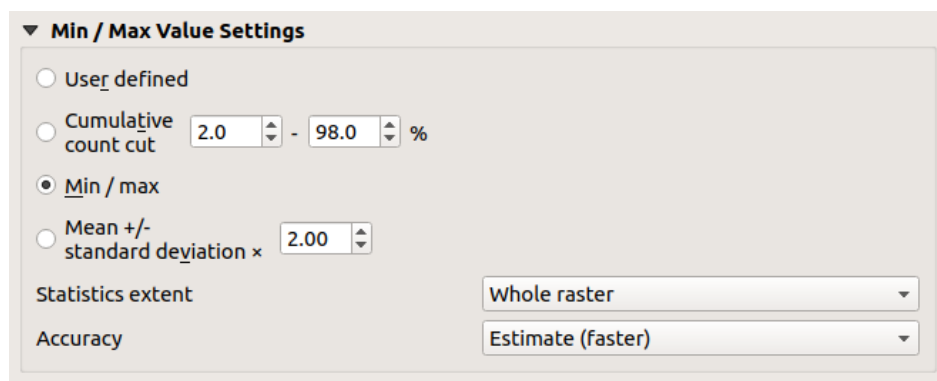 Min / Max Value Settings
User defined
Cumulative
count cut 2.0 - 98.0 %
Min / max
Mean +/-
standard deviation × 2.00
Statistics extent Whole raster
Accuracy Estimate (faster)